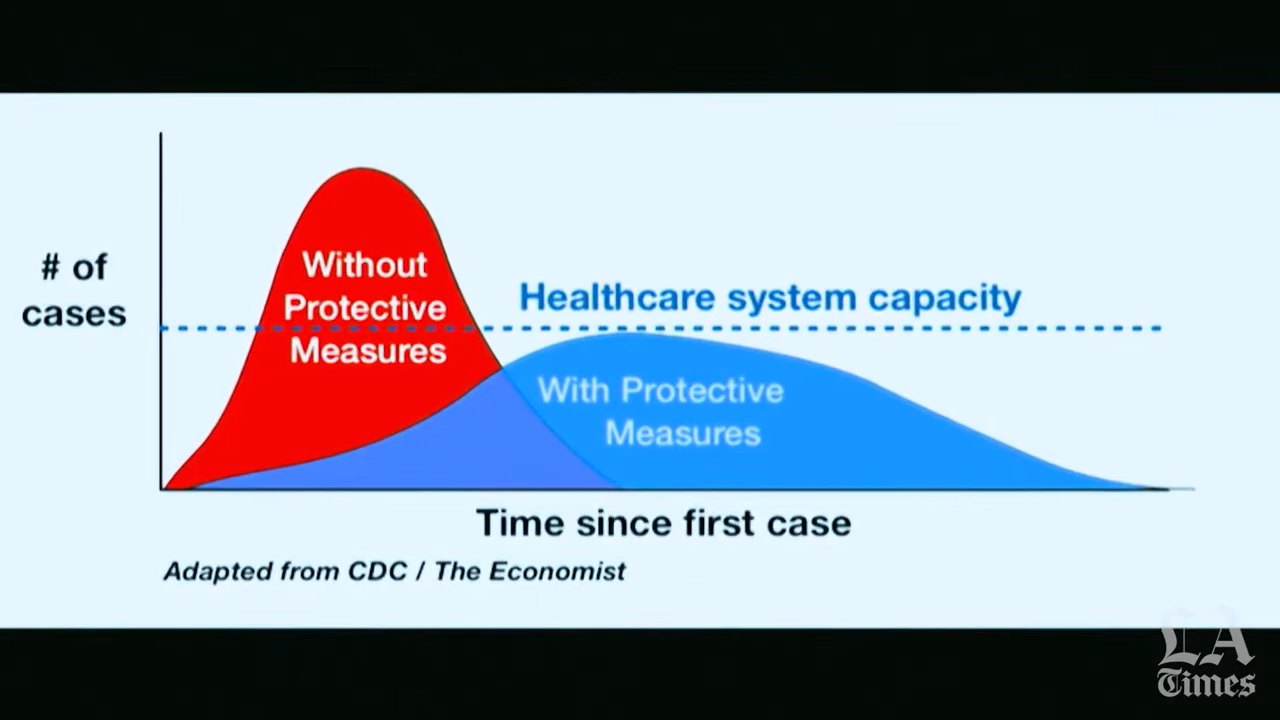 # of
cases
Without
Protective
Measures
Healthcare system capacity
With Protective
Measures
Time since first case
Adapted from CDC / The Economist
LA
Times